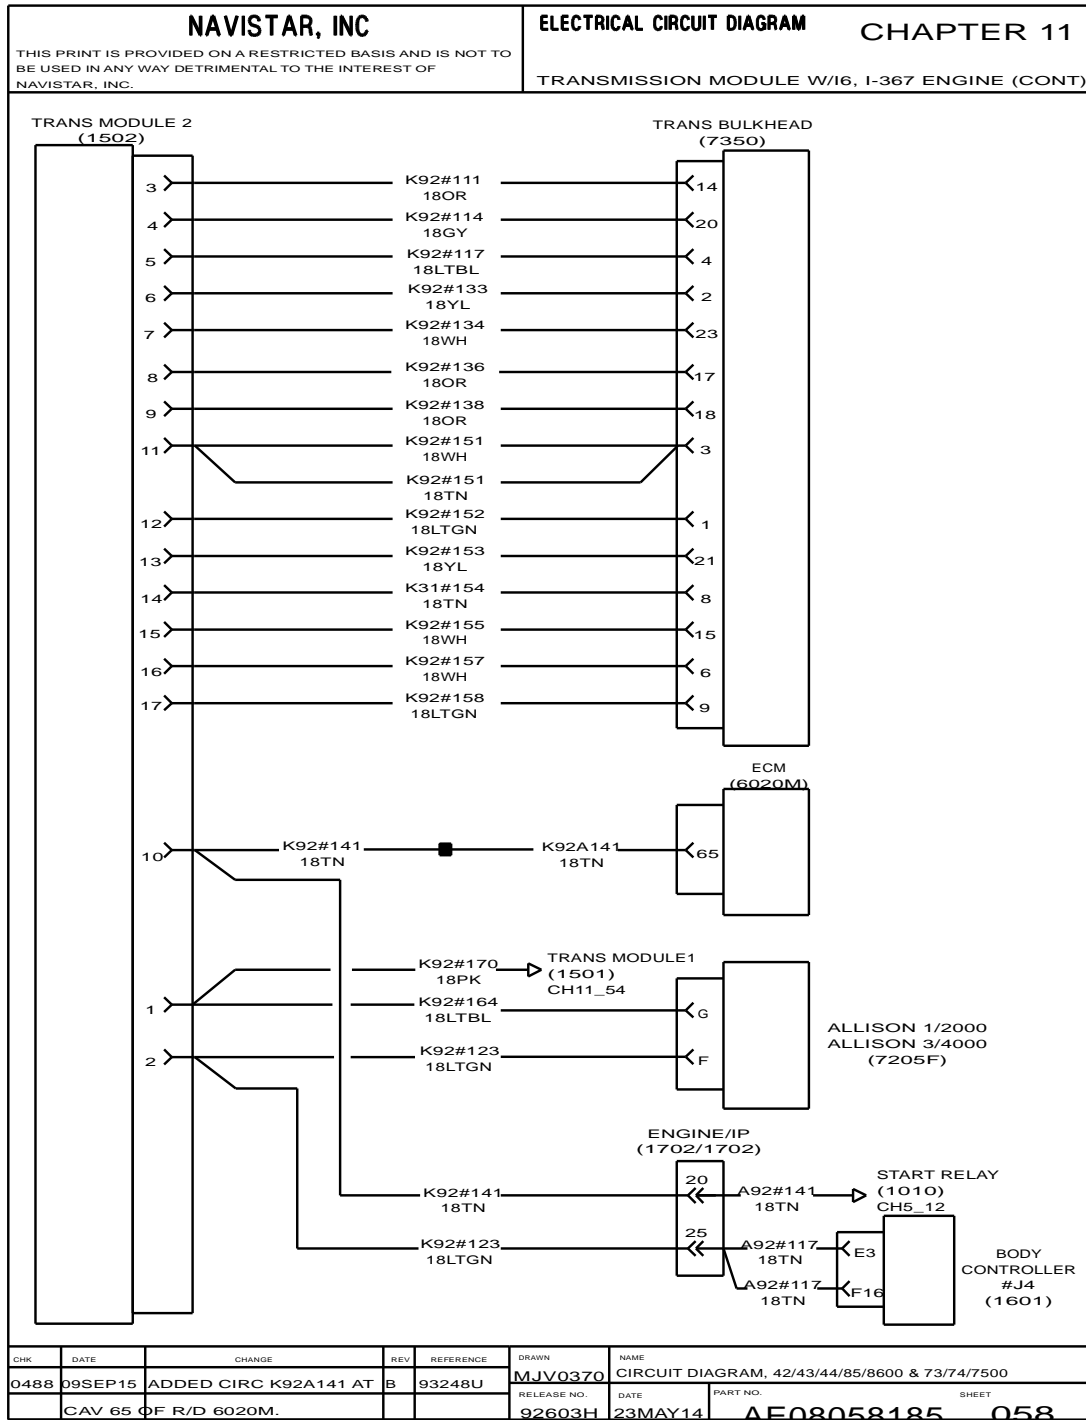 NAVISTAR, INC
THIS PRINT IS PROVIDED ON A RESTRICTED BASIS AND IS NOT TO
BE USED IN ANY WAY DETRIMENTAL TO THE INTEREST OF
NAVISTAR, INC.
ELECTRICAL CIRCUIT DIAGRAM
CHAPTER 11
TRANSMISSION MODULE W/I6, I-367 ENGINE (CONT)
TRANS MODULE 2
(1502)
TRANS BULKHEAD
(7350)
3 K92#111 14
18OR
4 K92#114 20
18GY
5 K92#117 4
18LTBL
6 K92#133 2
18YL
7 K92#134 23
18WH
8 K92#136 17
18OR
9 K92#138 18
18OR
11 K92#151 3
18WH
K92#151
18TN
12 K92#152 1
18LTGN
13 K92#153 21
18YL
14 K31#154 8
18TN
15 K92#155 15
18WH
16 K92#157 6
18WH
17 K92#158 9
18LTGN
ECM
(6020M)
10 K92#141 K92A141 65
18TN 18TN
K92#170 TRANS MODULE1
18PK (1501)
CH11_54
1 K92#164 G
18LTBL
2 K92#123 F
18LTGN
ALLISON 1/2000
ALLISON 3/4000
(7205F)
ENGINE/IP
(1702/1702)
K92#141 20 A92#141
18TN 18TN
START RELAY
(1010)
CH5_12
K92#123 25 A92#117 E3
18LTGN 18TN
A92#117 F16
18TN
BODY
CONTROLLER
#J4
(1601)
CHK DATE CHANGE REV REFERENCE
0488 09SEP15 ADDED CIRC K92A141 AT B 93248U
CAV 65 OF R/D 6020M.
DRAWN NAME
MJV0370 CIRCUIT DIAGRAM, 42/43/44/85/8600 & 73/74/7500
RELEASE NO. DATE PART NO. SHEET
92603H 23MAY14 AE08058185 058